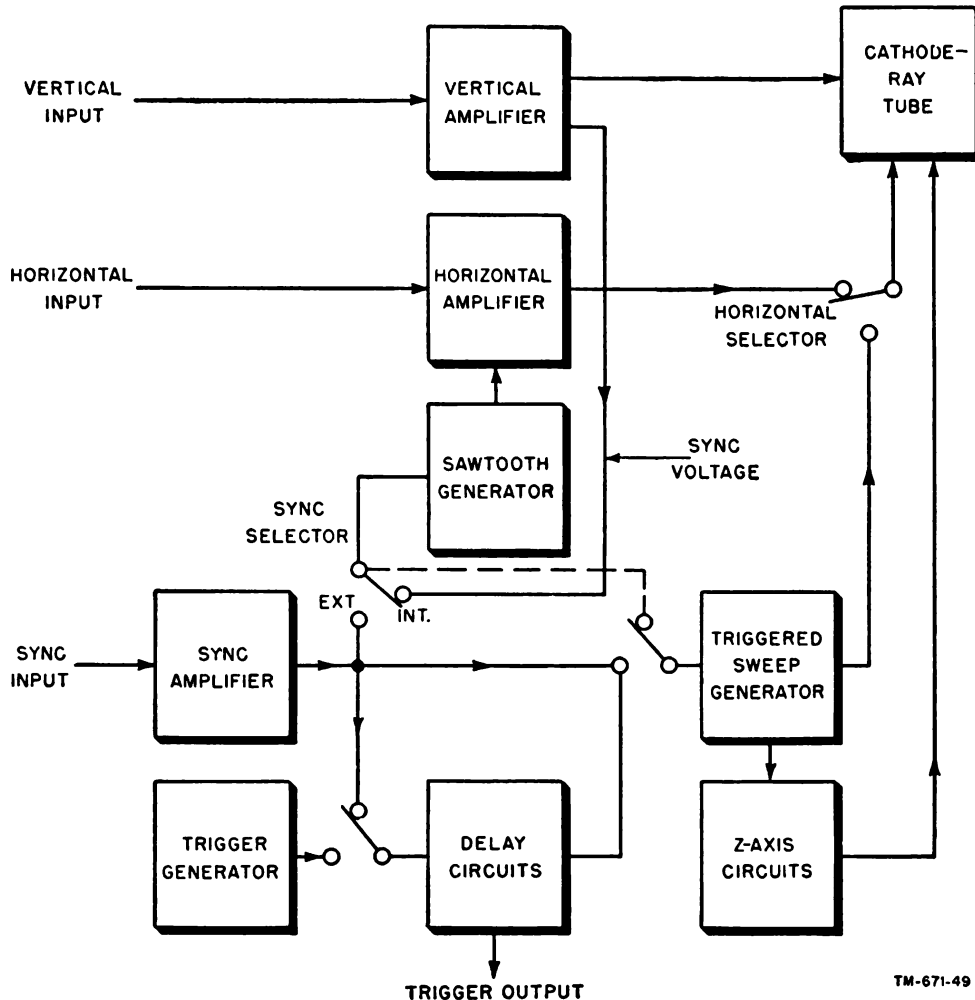 VERTICAL
INPUT
VERTICAL
AMPLIFIER
CATHODE-
RAY
TUBE
HORIZONTAL
INPUT
HORIZONTAL
AMPLIFIER
HORIZONTAL
SELECTOR
SAWTOOTH
GENERATOR
SYNC
VOLTAGE
SYNC
SELECTOR
EXT
INT.
SYNC
INPUT
SYNC
AMPLIFIER
TRIGGERED
SWEEP
GENERATOR
TRIGGER
GENERATOR
DELAY
CIRCUITS
Z-AXIS
CIRCUITS
TRIGGER OUTPUT
TM-671-49